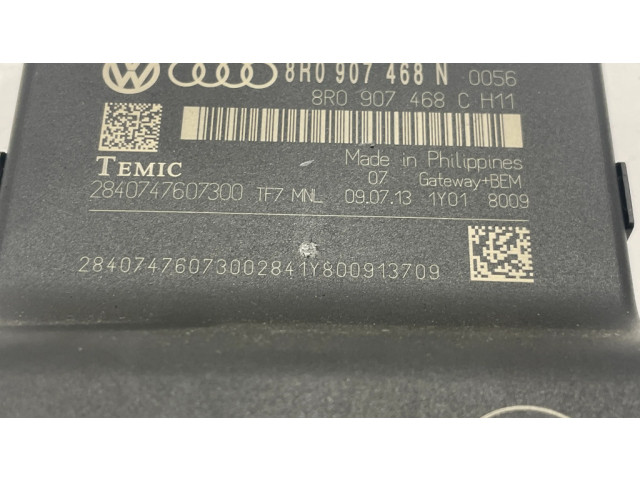 8R0 907 468 N 0056
8R0 907 468 C H11
TEMIC
Made in Philippines
07 Gateway+BEM
2840747607300 TF7 MNL 09.07.13 1Y01 8009
28407476073002841Y800913709